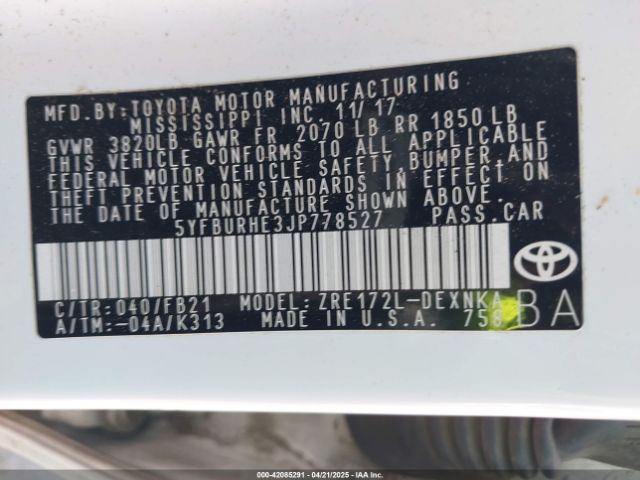 MFD.BY:TOYOTA MOTOR MANUFACTURING
MISSISSIPPI INC. 11/17
GVWR 3820LB GAWR FR 2070 LB RR 1850 LB
THIS VEHICLE CONFORMS TO ALL APPLICABLE
FEDERAL MOTOR VEHICLE SAFETY,BUMPER,AND
THEFT PREVENTION STANDARDS IN EFFECT ON
THE DATE OF MANUFACTURE SHOWN ABOVE.
5YFBURHE3JP778527 PASS.CAR
C/TR:040/FB21 MODEL:ZRE172L-DEXNKA
A/TM:-04A/K313 MADE IN U.S.A. 758
BA
000-42085291 - 04/21/2025 - IAAI.COM